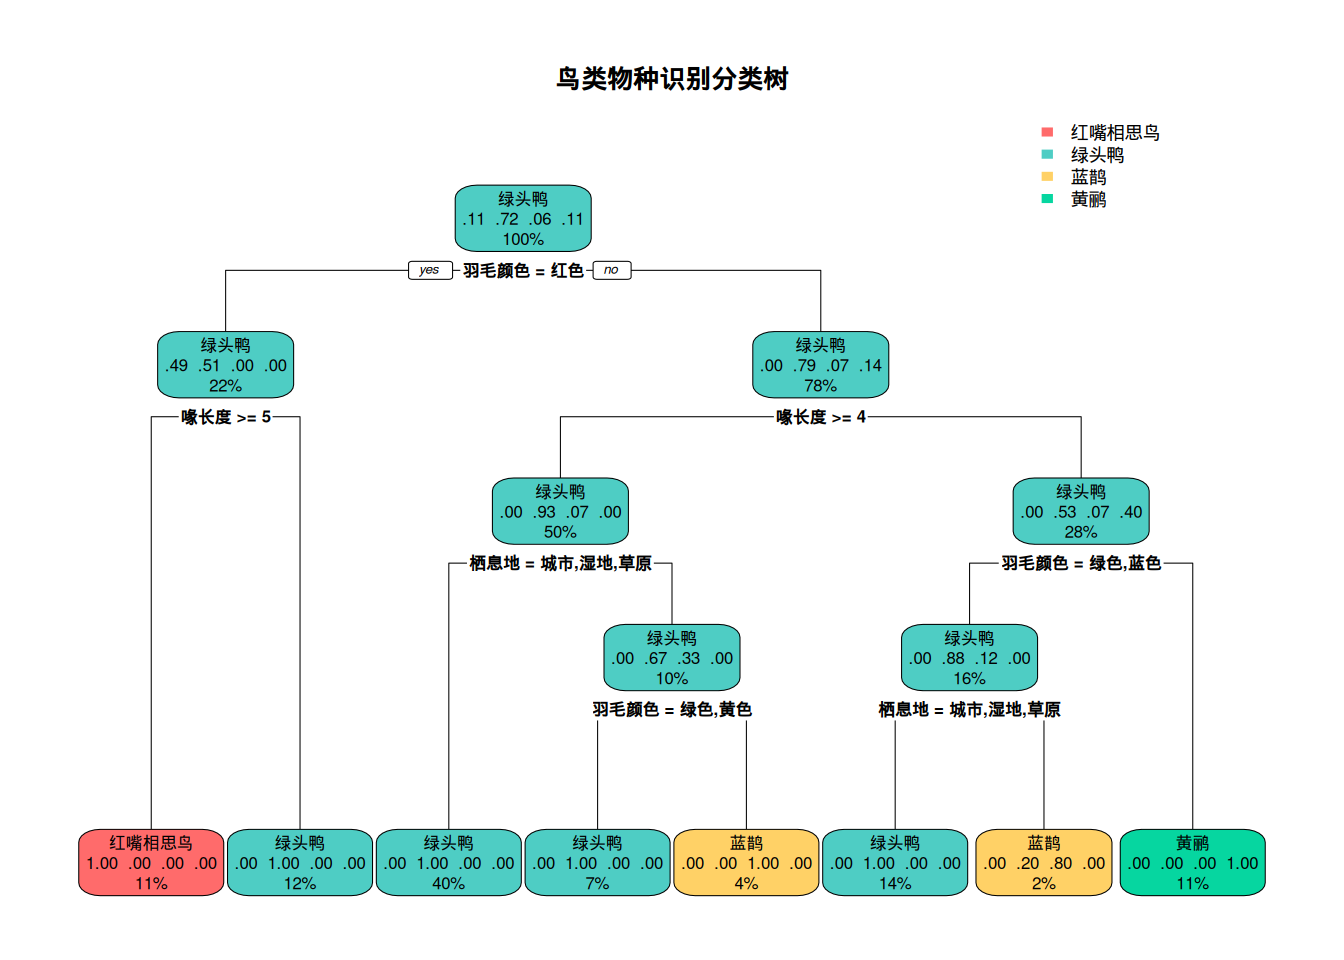 鸟类物种识别分类树
红嘴相思鸟
绿头鸭
蓝鹊
黄鹂
绿头鸭
.11 .72 .06 .11
100%
yes 羽毛颜色 = 红色 no
绿头鸭
.49 .51 .00 .00
22%
绿头鸭
.00 .79 .07 .14
78%
喙长度 >= 5
喙长度 >= 4
绿头鸭
.00 .93 .07 .00
50%
绿头鸭
.00 .53 .07 .40
28%
栖息地 = 城市,湿地,草原
羽毛颜色 = 绿色,蓝色
绿头鸭
.00 .67 .33 .00
10%
绿头鸭
.00 .88 .12 .00
16%
羽毛颜色 = 绿色,黄色
栖息地 = 城市,湿地,草原
红嘴相思鸟
1.00 .00 .00 .00
11%
绿头鸭
.00 1.00 .00 .00
12%
绿头鸭
.00 1.00 .00 .00
40%
绿头鸭
.00 1.00 .00 .00
7%
蓝鹊
.00 .00 1.00 .00
4%
绿头鸭
.00 1.00 .00 .00
14%
蓝鹊
.00 .20 .80 .00
2%
黄鹂
.00 .00 .00 1.00
11%